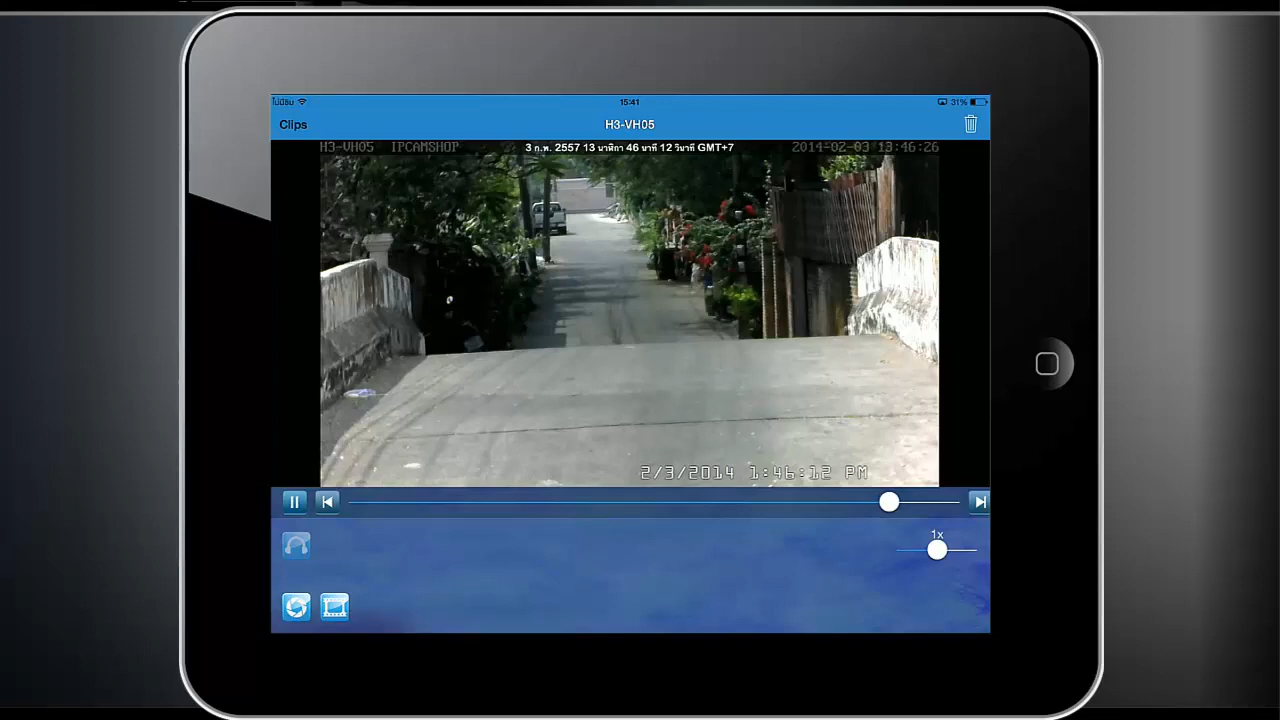 ไม่มีซิม 15:41 31%
Clips H3-VH05
H3-VH05 IPCAMSHOP 3 ก.พ. 2557 13 นาฬิกา 46 นาที 12 วินาที GMT+7 2014-02-03 13:46:26
2/3/2014 1:46:12 PM
1x